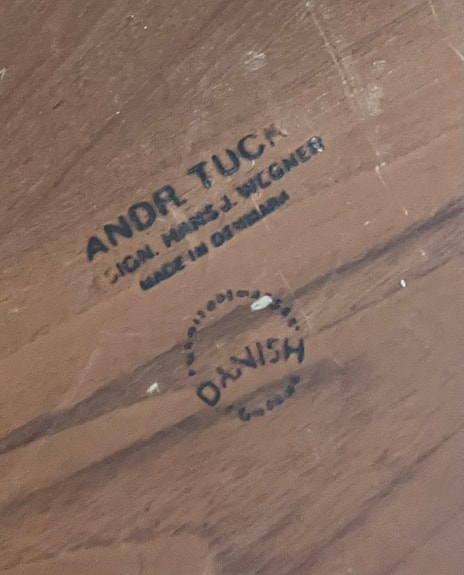 ANDR. TUCK
SIGN. HANS J. WEGNER
MADE IN DENMARK
DANISH